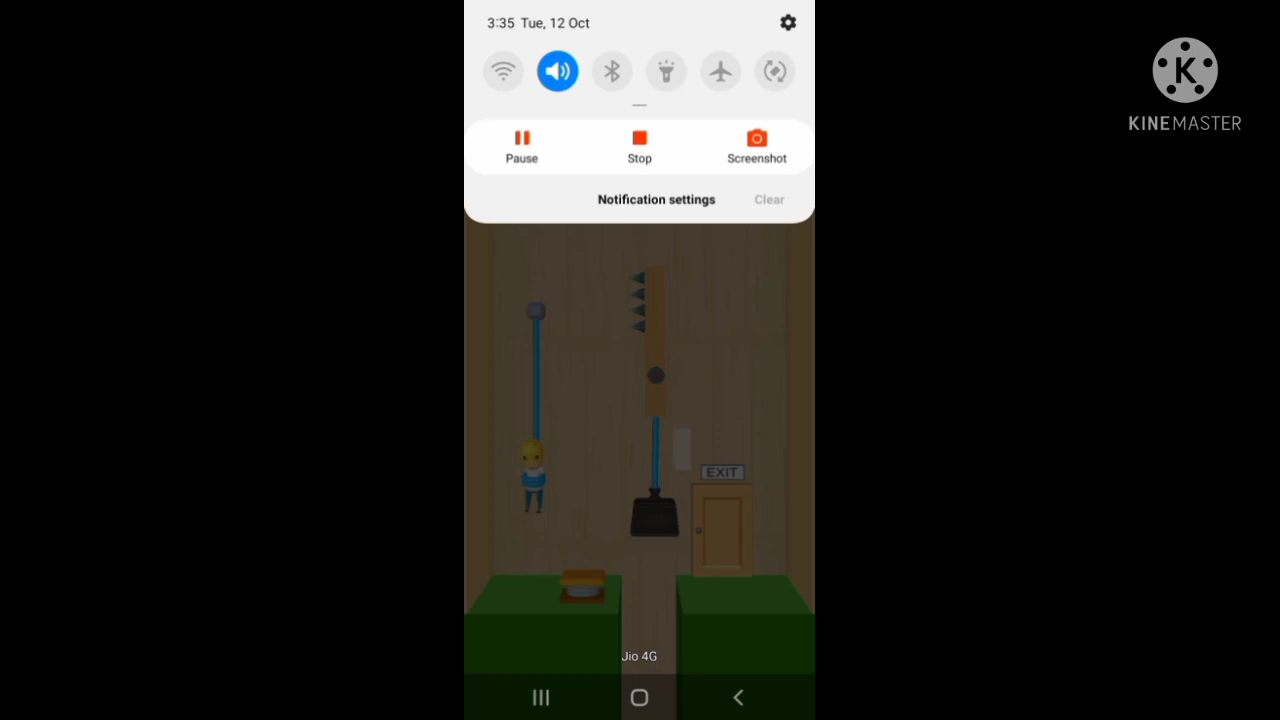 3:35 Tue, 12 Oct
K
KINEMASTER
Pause Stop Screenshot
Notification settings Clear
EXIT
Jio 4G